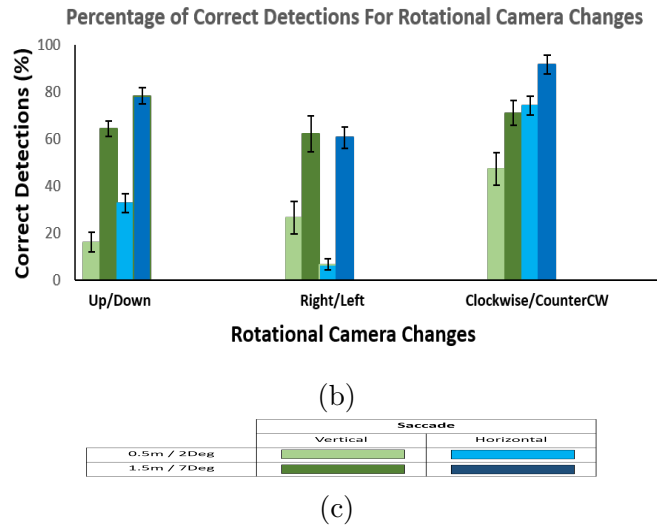 Percentage of Correct Detections For Rotational Camera Changes
Correct Detections (%)
100
80
60
40
20
0
Up/Down Right/Left Clockwise/CounterCW
Rotational Camera Changes
(b)
Saccade
Vertical Horizontal
0.5m / 2Deg
1.5m / 7Deg
(c)